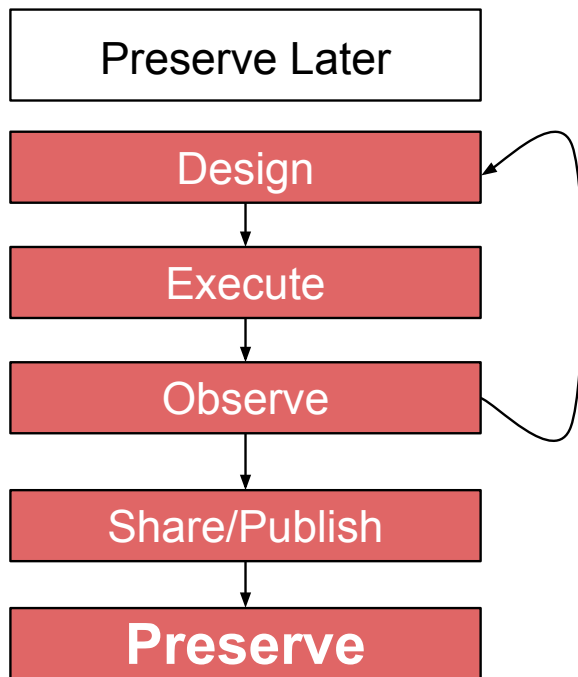 Preserve Later
Design
Execute
Observe
Share/Publish
Preserve